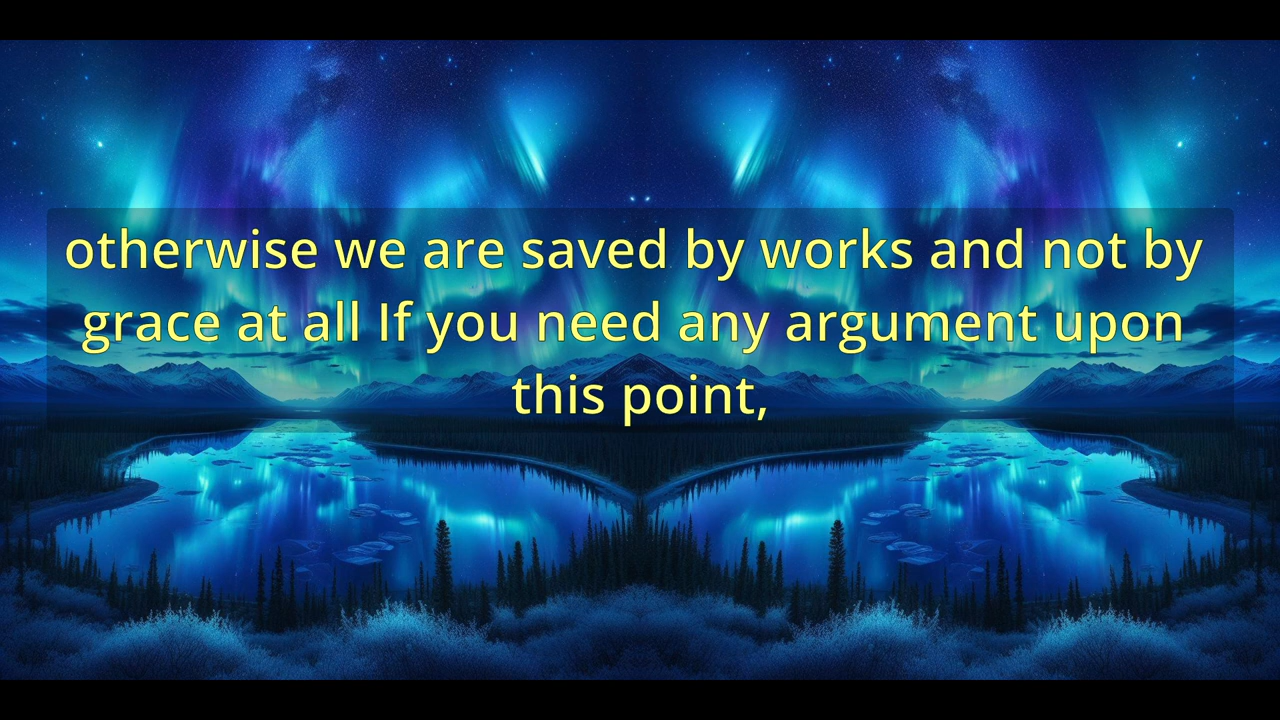 otherwise we are saved by works and not by
grace at all If you need any argument upon
this point,